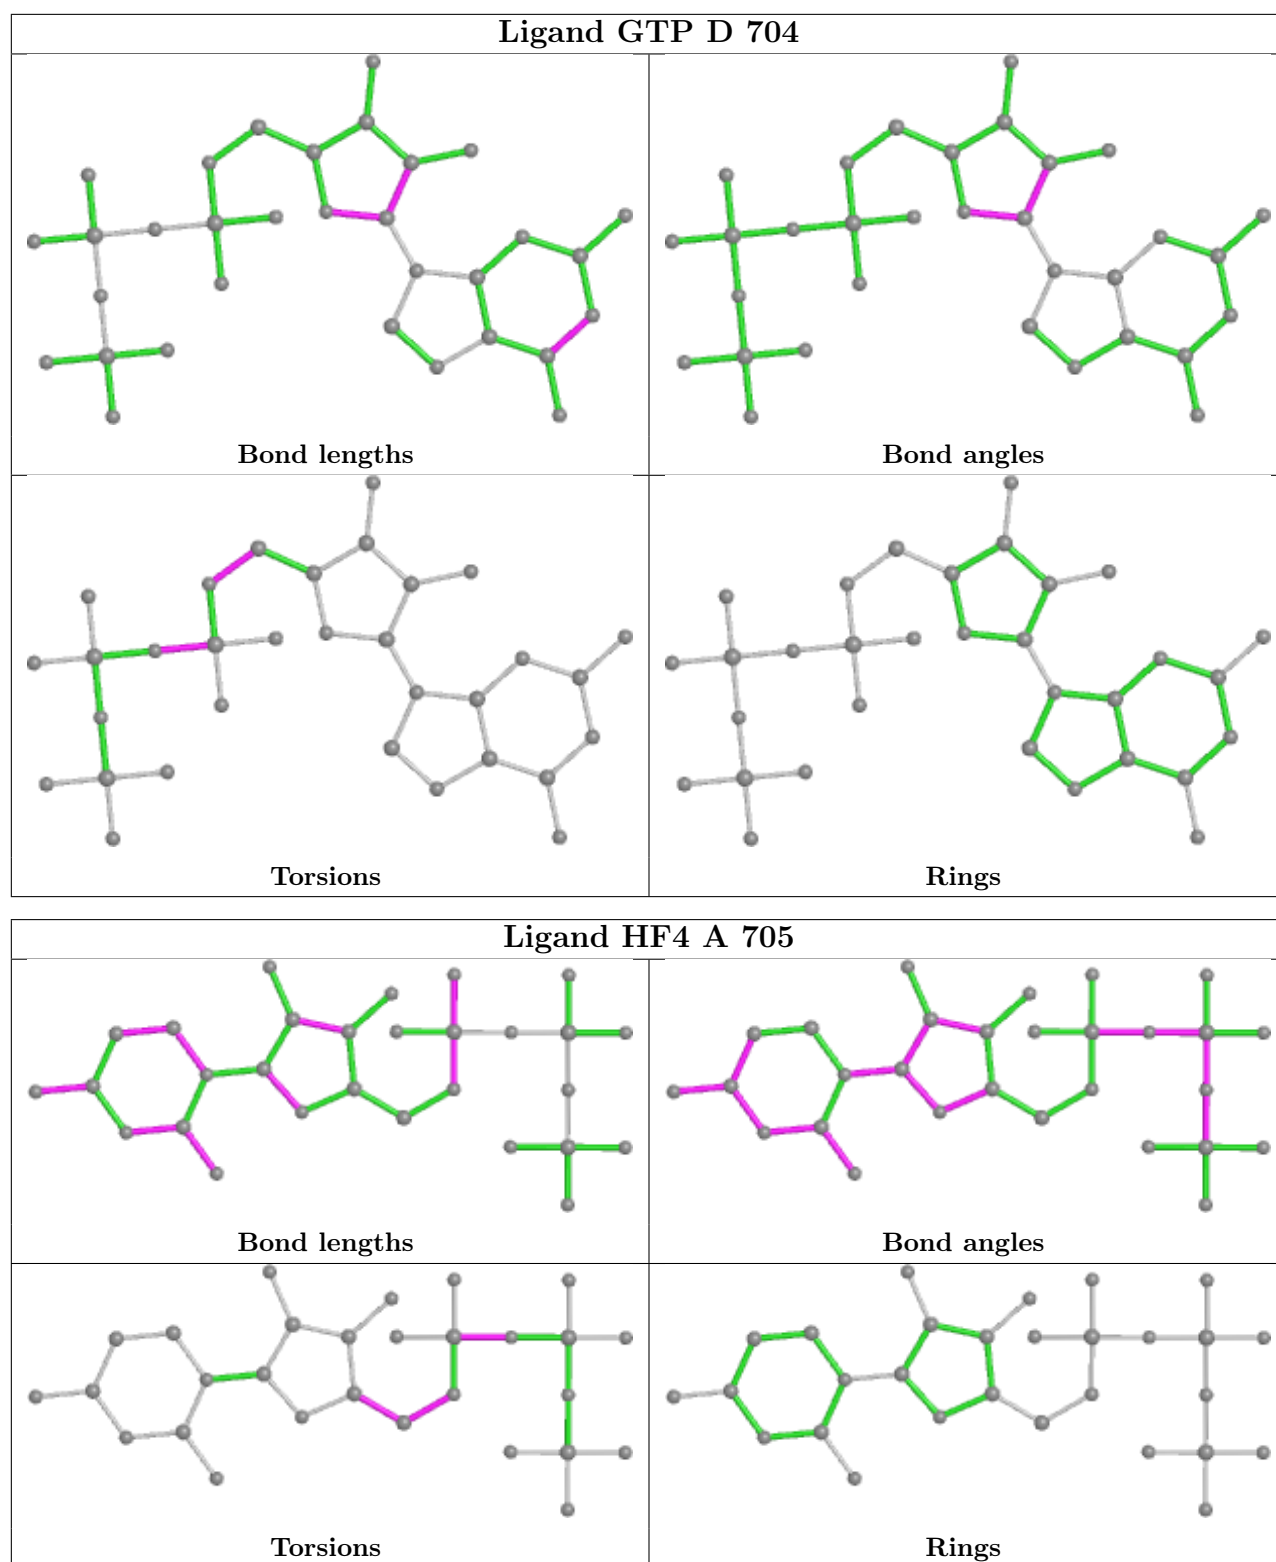 Ligand GTP D 704
Bond lengths
Bond angles
Torsions
Rings
Ligand HF4 A 705
Bond lengths
Bond angles
Torsions
Rings